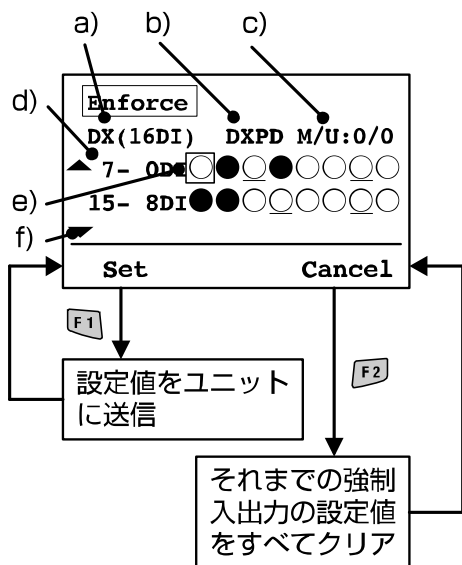 a)
b)
c)
d)
Enforce
DX(16DI) DXPD M/U:0/0
7- 0DI
e)
15- 8DI
f)
Set Cancel
F1
F2
設定値をユニット
に送信
それまでの強制
入出力の設定値
をすべてクリア